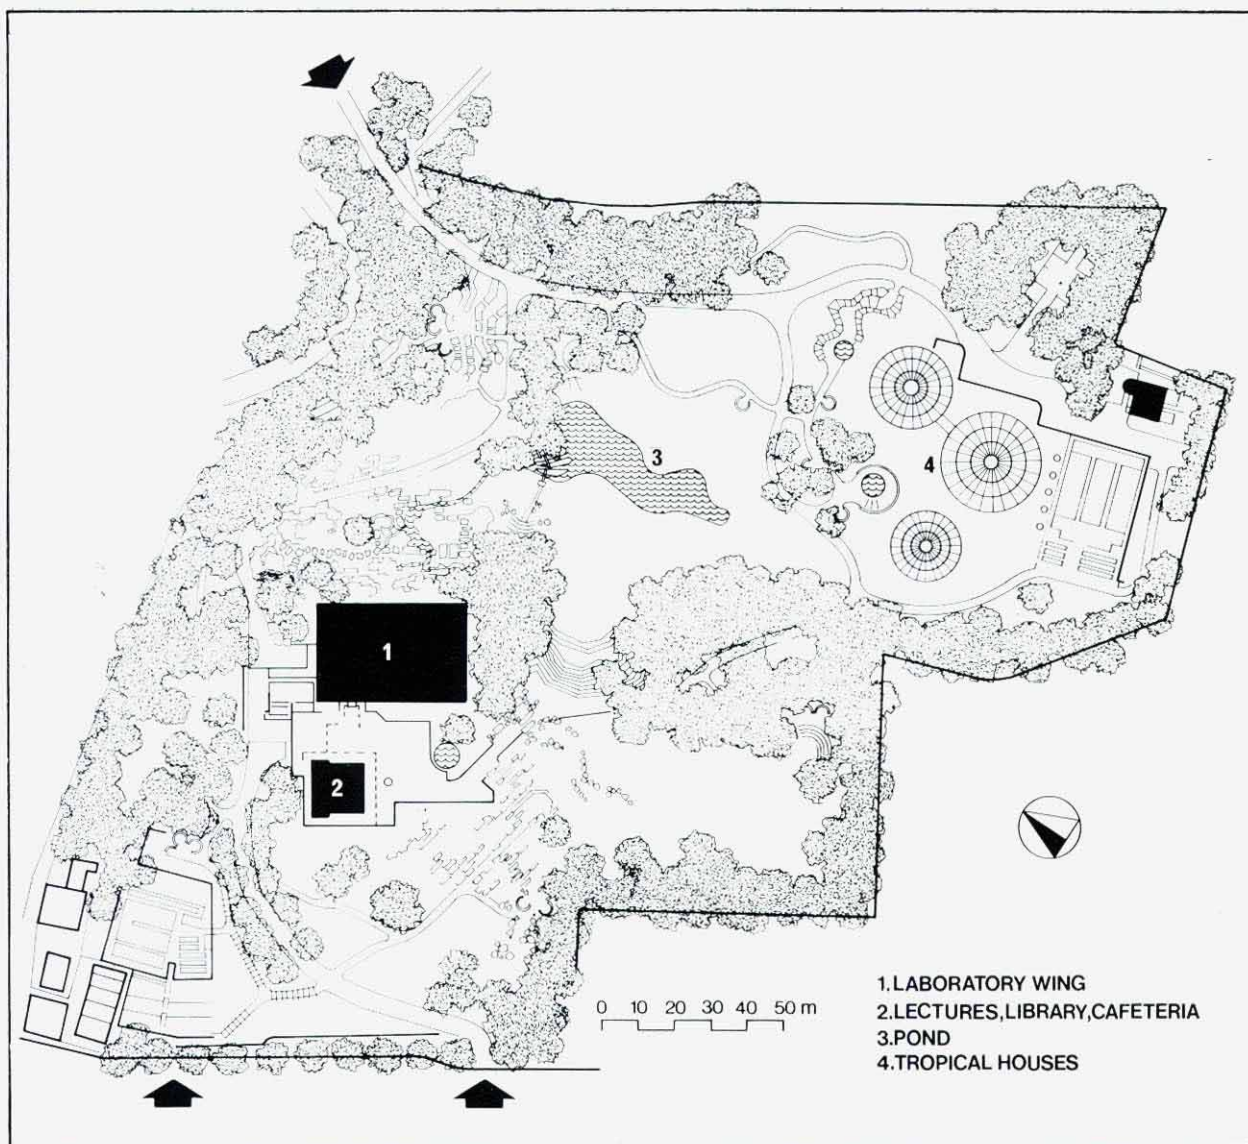 3
4
1
2
0 10 20 30 40 50 m
1.LABORATORY WING
2.LECTURES,LIBRARY,CAFETERIA
3.POND
4.TROPICAL HOUSES